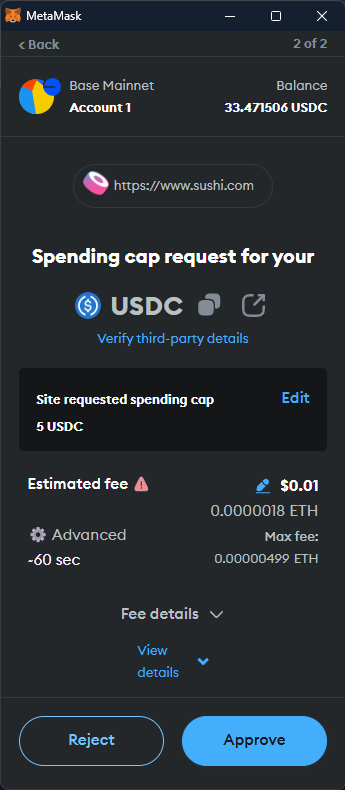 MetaMask
< Back
2 of 2
Base Mainnet
Balance
Account 1
33.471506 USDC
https://www.sushi.com
Spending cap request for your
USDC
Verify third-party details
Site requested spending cap
Edit
5 USDC
Estimated fee
$0.01
0.0000018 ETH
Advanced
Max fee:
~60 sec
0.00000499 ETH
Fee details
View
details
Reject
Approve